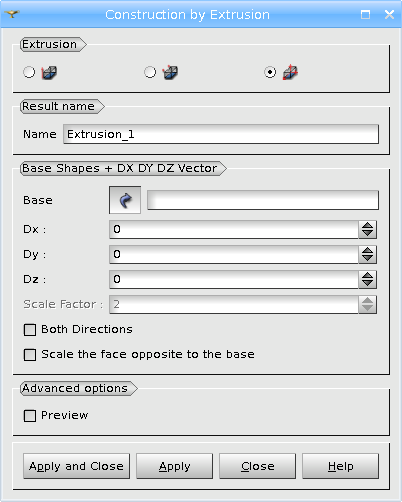 Construction by Extrusion
Extrusion
Result name
Name Extrusion_1
Base Shapes + DX DY DZ Vector
Base
Dx : 0
Dy : 0
Dz : 0
Scale Factor : 2
Both Directions
Scale the face opposite to the base
Advanced options
Preview
Apply and Close Apply Close Help